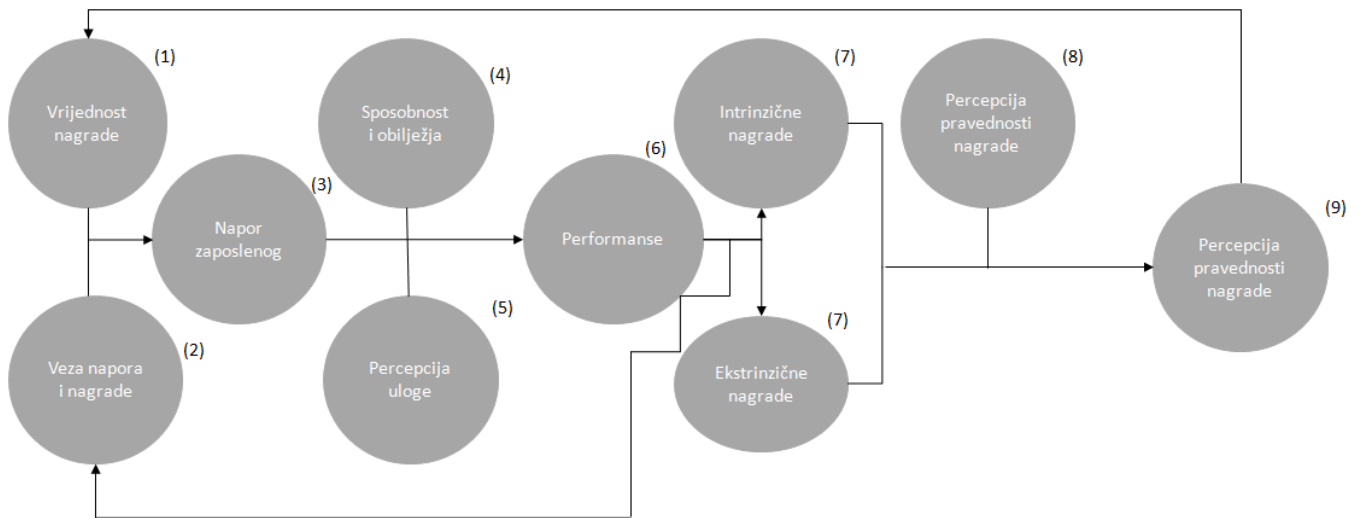 (1)
Vrijednost
nagrade
(2)
Veza napora
i nagrade
(3)
Napor
zaposlenog
(4)
Sposobnost
i obilježja
(5)
Percepcija
uloge
(6)
Performanse
(7)
Intrinzične
nagrade
(7)
Ekstrinzične
nagrade
(8)
Percepcija
pravednosti
nagrade
(9)
Percepcija
pravednosti
nagrade